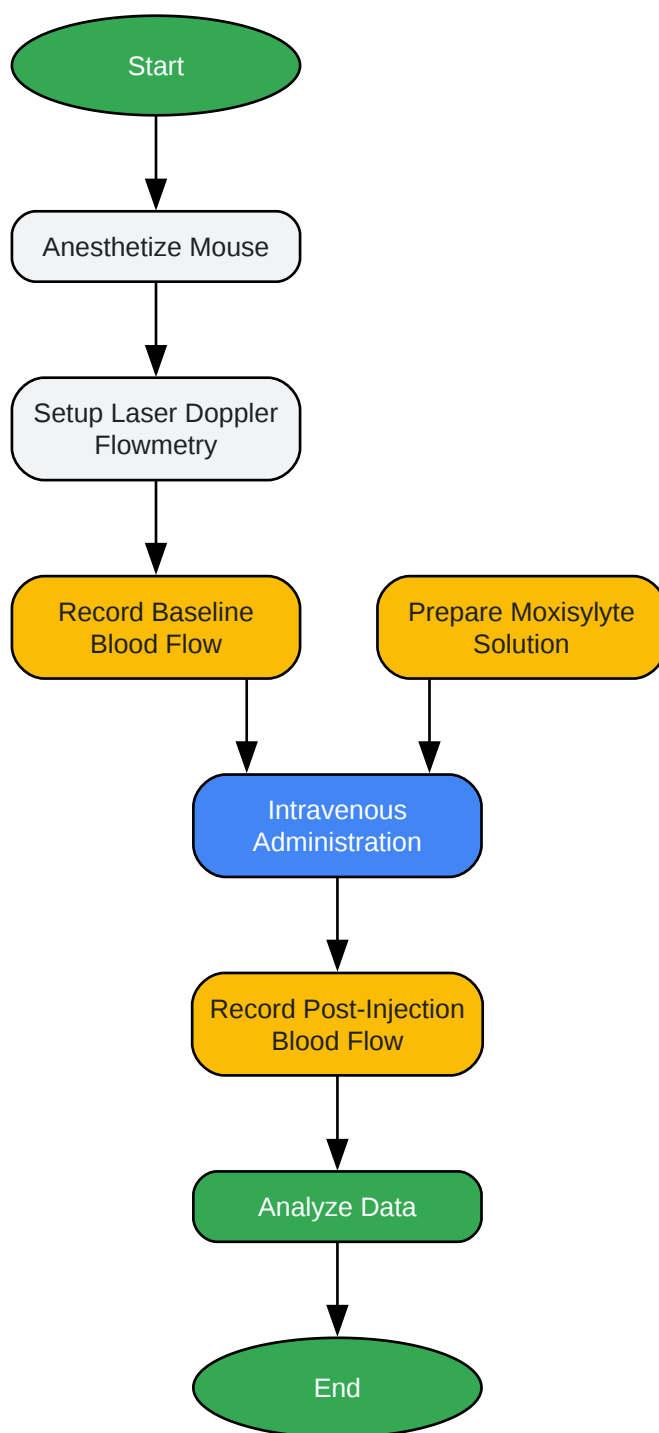 Start
Anesthetize Mouse
Setup Laser Doppler
Flowmetry
Record Baseline
Blood Flow
Prepare Moxisylyte
Solution
Intravenous
Administration
Record Post-Injection
Blood Flow
Analyze Data
End